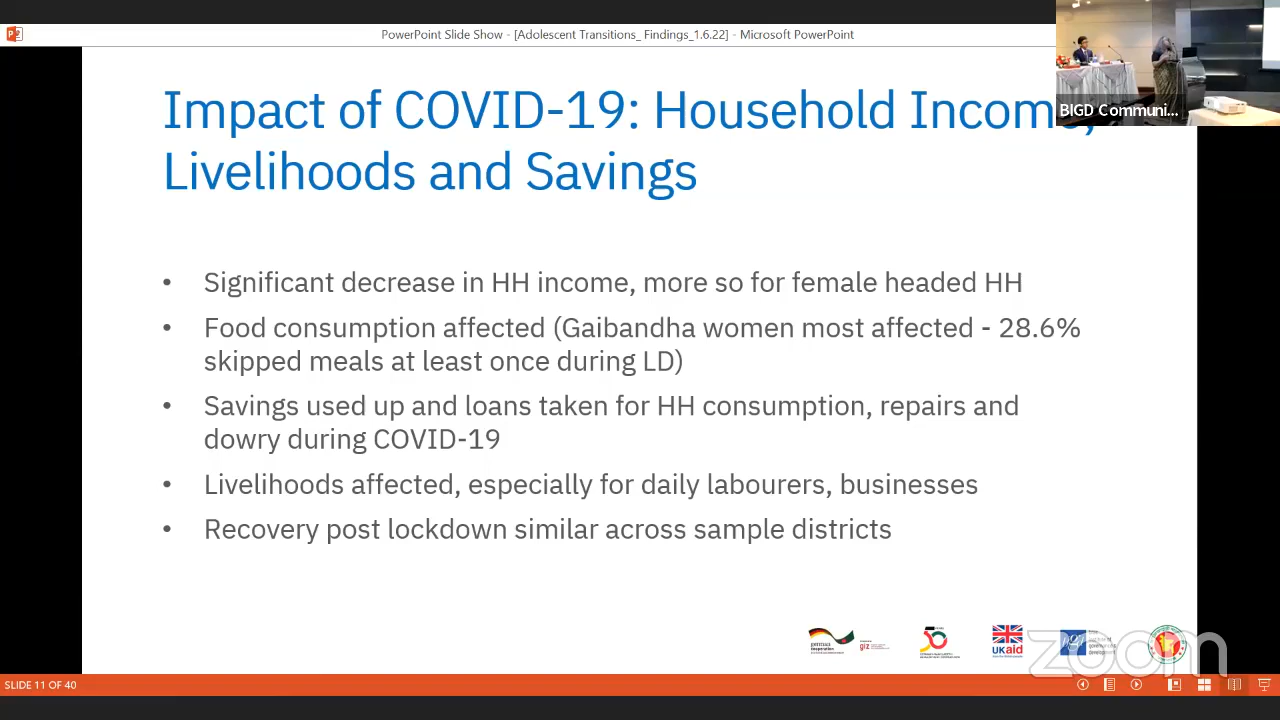 PowerPoint Slide Show - [Adolescent Transitions_ Findings_1.6.22] - Microsoft PowerPoint
BIGD Communi...
Impact of COVID-19: Household Income,
Livelihoods and Savings
• Significant decrease in HH income, more so for female headed HH
• Food consumption affected (Gaibandha women most affected - 28.6%
skipped meals at least once during LD)
• Savings used up and loans taken for HH consumption, repairs and
dowry during COVID-19
• Livelihoods affected, especially for daily labourers, businesses
• Recovery post lockdown similar across sample districts
german
cooperation
giz
50
UKaid
zoom
SLIDE 11 OF 40